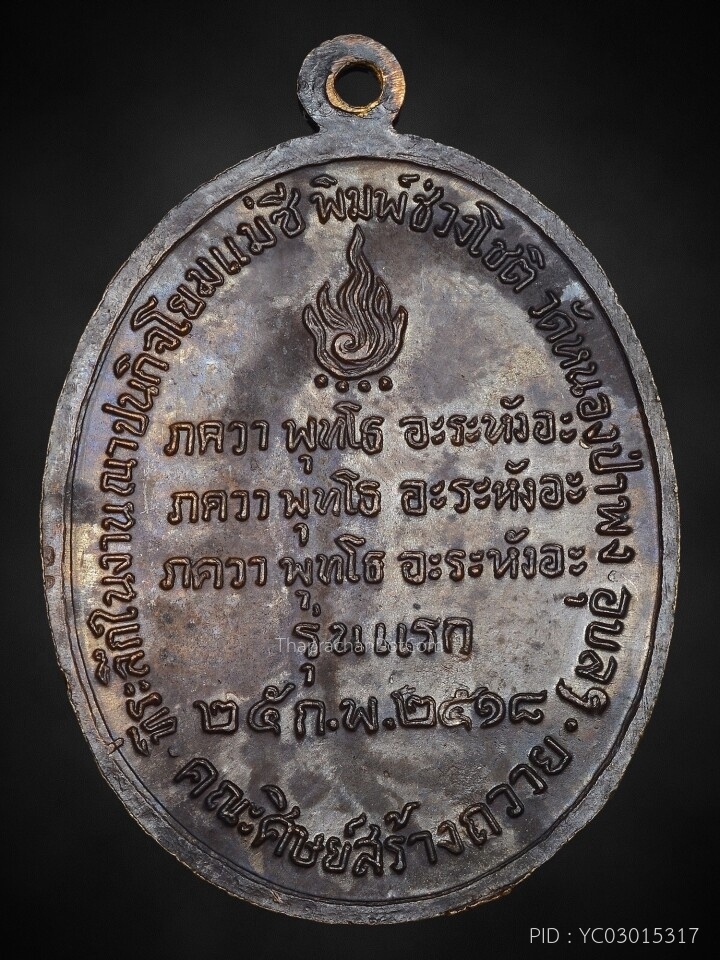 ที่ระลึกในงานฌาปนกิจโยมแม่ชี พิมพ์ช่วงโชติ วัดหนองป่าพง อุบลฯ
ภควา พุทโธ อะระหังอะ
ภควา พุทโธ อะระหังอะ
ภควา พุทโธ อะระหังอะ
รุ่นแรก
๒๕ ก.พ.๒๕๑๘
คณะศิษย์สร้างถวาย
Thaprachan.com
PID : YC03015317